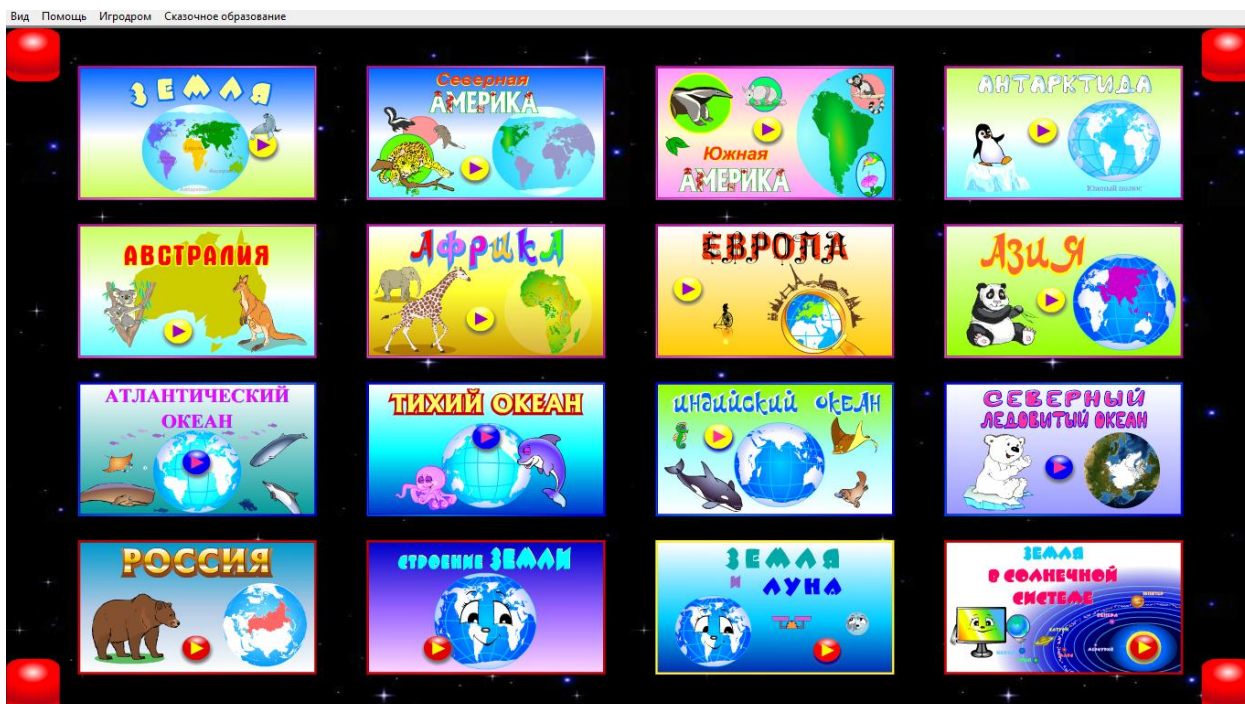 Вид Помощь Игродром Сказочное образование
ЗЕМЛЯ
Северная
АМЕРИКА
Южная
АМЕРИКА
АНТАРКТИДА
Южный полюс
АВСТРАЛИЯ
АФРИКА
ЕВРОПА
АЗИЯ
АТЛАНТИЧЕСКИЙ
ОКЕАН
ТИХИЙ ОКЕАН
ИНДИЙСКИЙ ОКЕАН
СЕВЕРНЫЙ
ЛЕДОВИТЫЙ ОКЕАН
РОССИЯ
СТРОЕНИЕ ЗЕМЛИ
ЗЕМЛЯ
И ЛУНА
ЗЕМЛЯ
В СОЛНЕЧНОЙ
СИСТЕМЕ